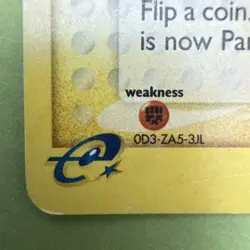 Flip a coin.
is now Par
weakness
0D3-ZA5-3JL